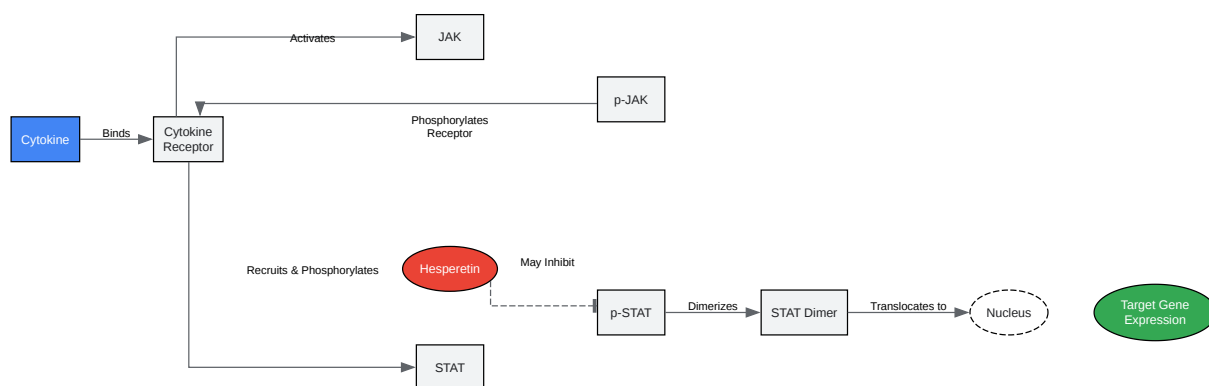 JAK
Activates
p-JAK
Phosphorylates
Receptor
Cytokine
Binds
Cytokine
Receptor
Recruits & Phosphorylates
Hesperetin
May Inhibit
p-STAT
Dimerizes
STAT Dimer
Translocates to
Nucleus
Target Gene
Expression
STAT